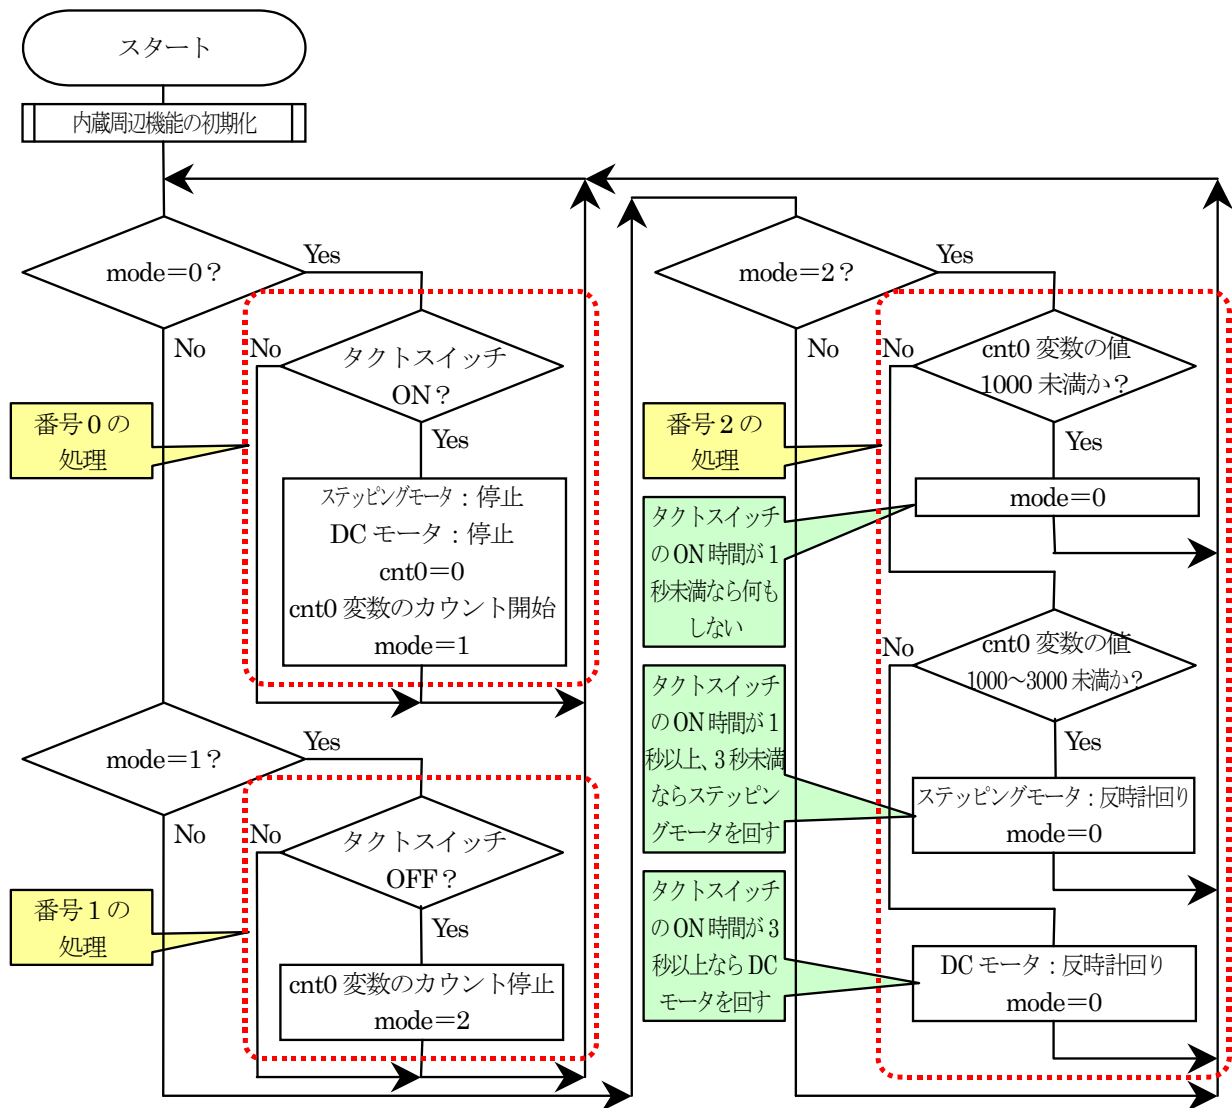 スタート
内蔵周辺機能の初期化
mode=0？
Yes
No
No
タクトスイッチ
ON？
Yes
番号0の
処理
ステッピングモータ：停止
DCモータ：停止
cnt0=0
cnt0変数のカウント開始
mode=1
mode=1？
Yes
No
No
タクトスイッチ
OFF？
Yes
番号1の
処理
cnt0変数のカウント停止
mode=2
mode=2？
Yes
No
No
cnt0変数の値
1000未満か？
Yes
番号2の
処理
mode=0
タクトスイッチ
のON時間が1
秒未満なら何も
しない
No
cnt0変数の値
1000～3000未満か？
Yes
タクトスイッチ
のON時間が1
秒以上、3秒未満
ならステッピン
グモータを回す
ステッピングモータ：反時計回り
mode=0
タクトスイッチ
のON時間が3
秒以上ならDC
モータを回す
DCモータ：反時計回り
mode=0